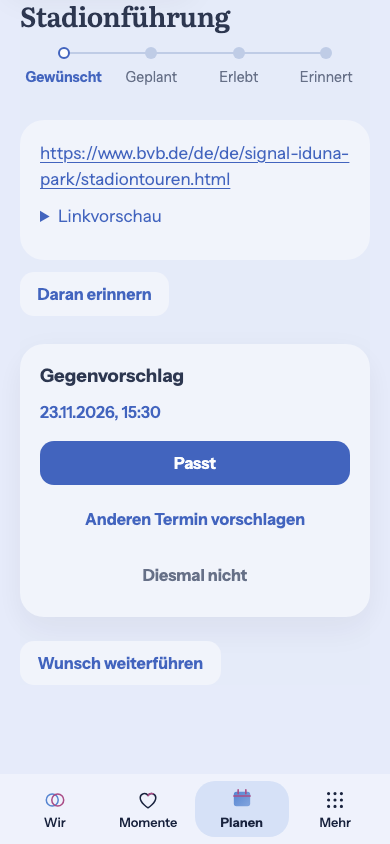 Stadionführung
Gewünscht Geplant Erlebt Erinnert
https://www.bvb.de/de/de/signal-iduna-
park/stadiontouren.html
Linkvorschau
Daran erinnern
Gegenvorschlag
23.11.2026, 15:30
Passt
Anderen Termin vorschlagen
Diesmal nicht
Wunsch weiterführen
Wir Momente Planen Mehr